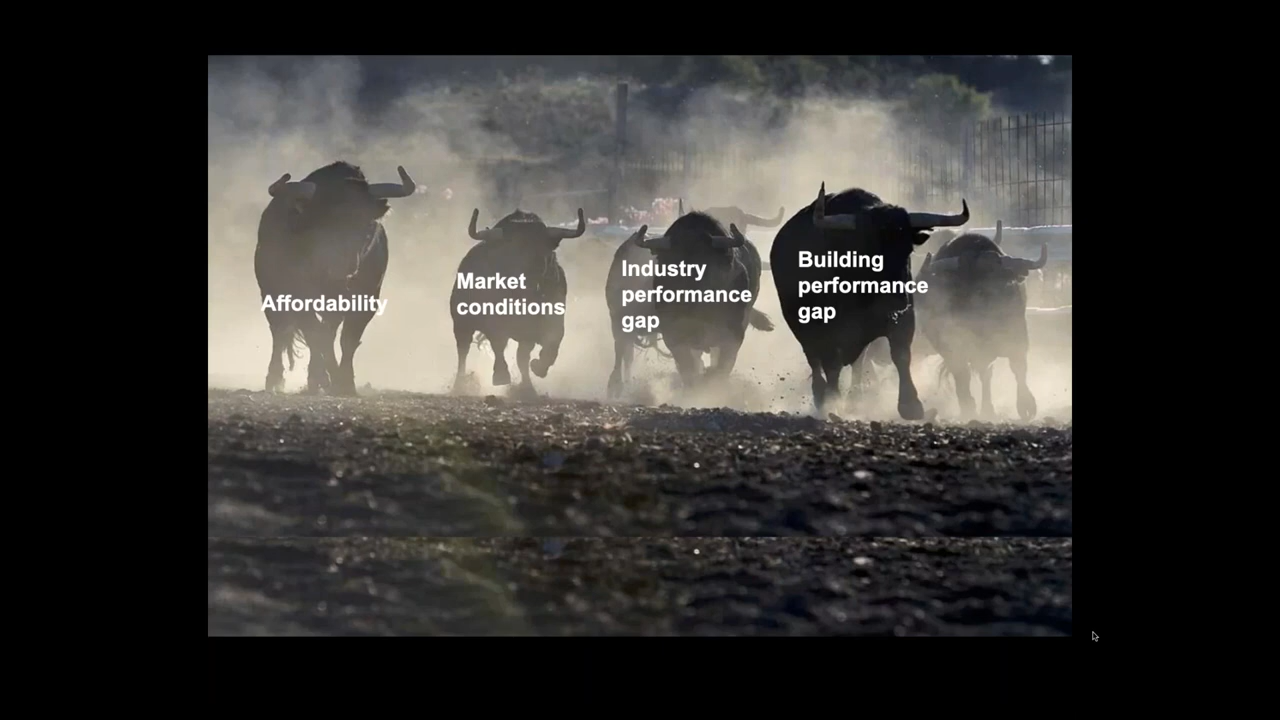 Affordability
Market
conditions
Industry
performance
gap
Building
performance
gap